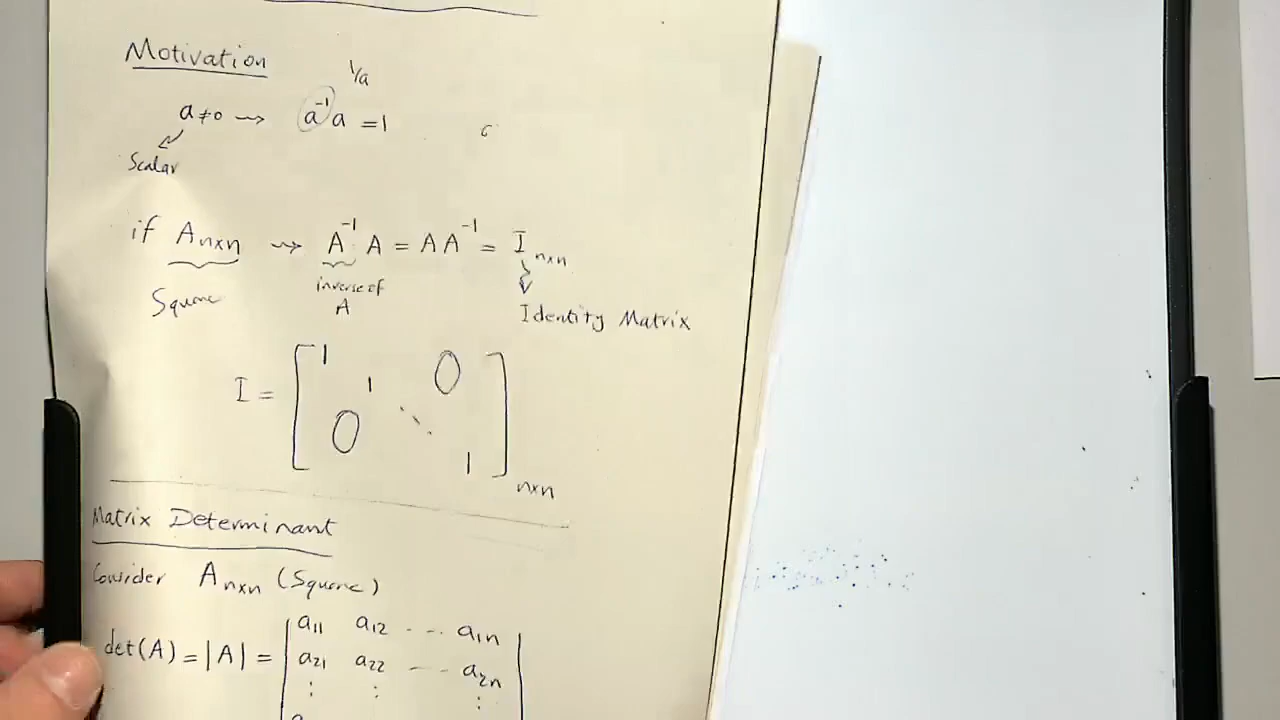 Motivation
1/a
a≠0 ⇝ a⁻¹a = 1
Scalar
if Anxn ⇝ A⁻¹A = AA⁻¹ = Inxn
inverse of
A
Square
Identity Matrix
I = [1 1 0 0 ⋱ 1]nxn
Matrix Determinant
Consider Anxn (Square)
det(A) = |A| = | a11 a12 ... a1n
a21 a22 ... a2n |
⋮ ⋮ ⋮